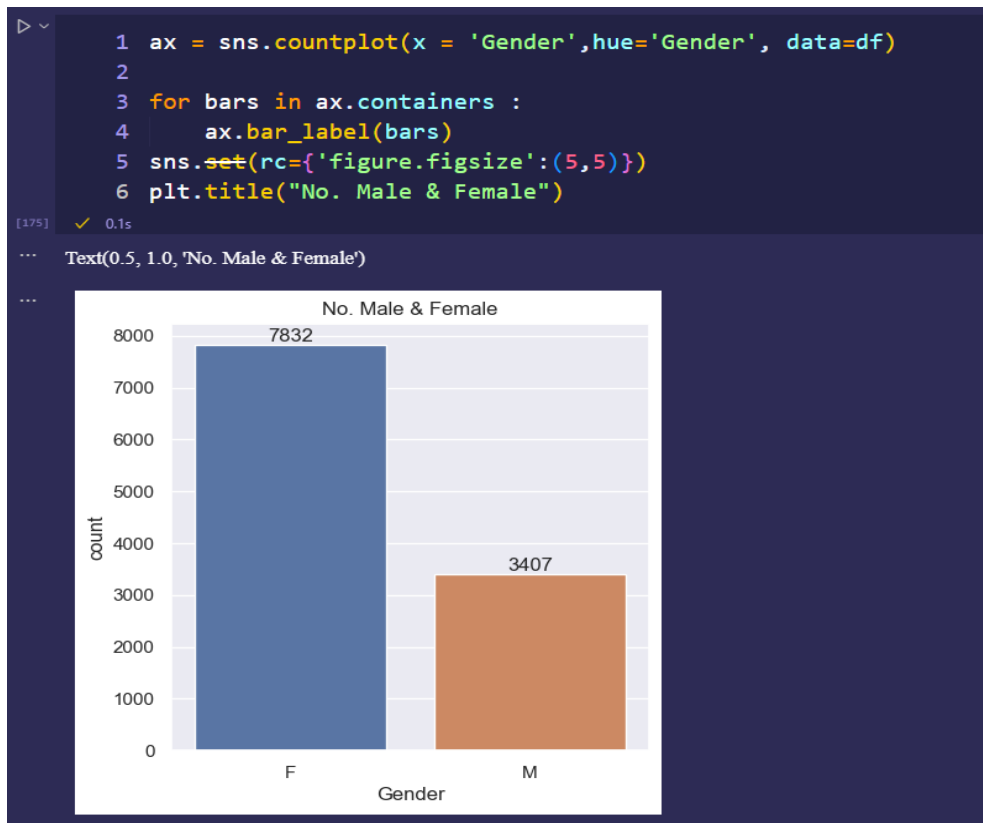 1 ax = sns.countplot(x = 'Gender',hue='Gender', data=df)
2
3 for bars in ax.containers :
4     ax.bar_label(bars)
5 sns.set(rc={'figure.figsize':(5,5)})
6 plt.title("No. Male & Female")
[175] ✓ 0.1s
... Text(0.5, 1.0, 'No. Male & Female')
...
No. Male & Female
8000
7832
7000
6000
5000
count
4000
3407
3000
2000
1000
0
F M
Gender